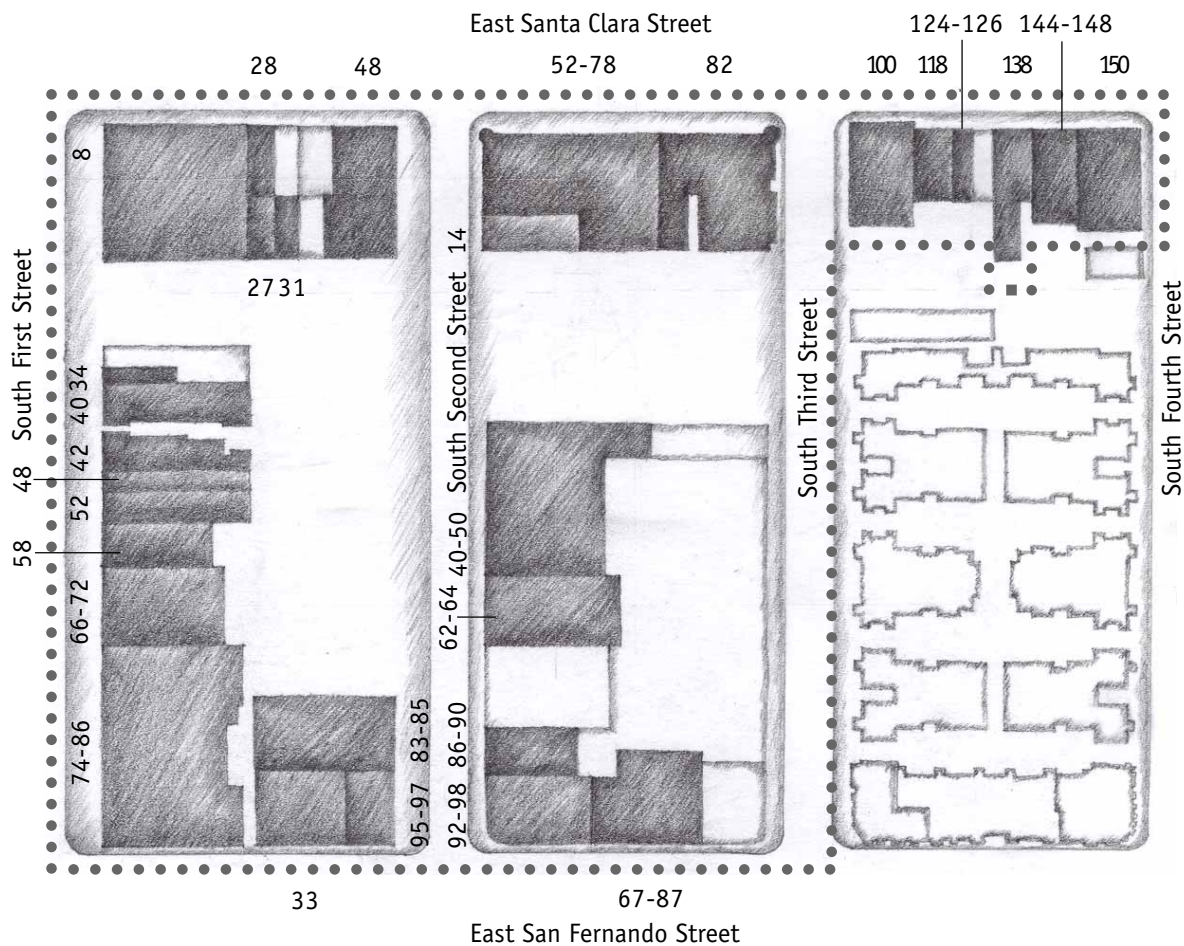 East Santa Clara Street
124-126 144-148
28 48 52-78 82 100 118 138 150
8
South First Street
2731
34
40
42
48
52
58
66-72
74-86
33
83-85
95-97
14
South Second Street
40-50
62-64
86-90
92-98
67-87
South Third Street
South Fourth Street
East San Fernando Street